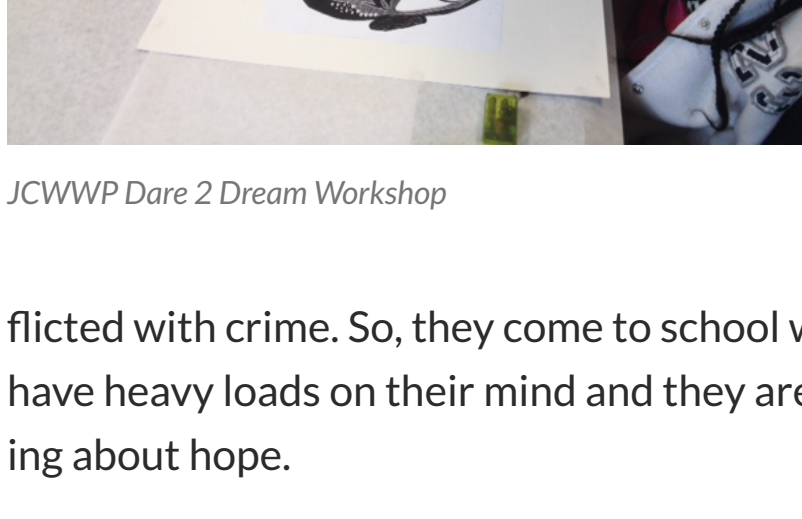 JCWWP Dare 2 Dream Workshop
flicted with crime. So, they come to school
have heavy loads on their mind and they are
ing about hope.